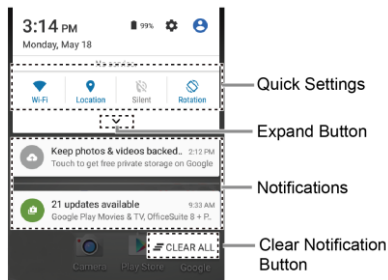 3:14 PM
99%
Monday, May 18
No service
Wi-Fi
Location
Silent
Rotation
Quick Settings
Expand Button
Keep photos & videos backed.. 2:12 PM
Touch to get free private storage on Google
Notifications
21 updates available 9:33 AM
Google Play Movies & TV, OfficeSuite 8 + P..
CLEAR ALL
Clear Notification
Button
Camera
Play Store
Google